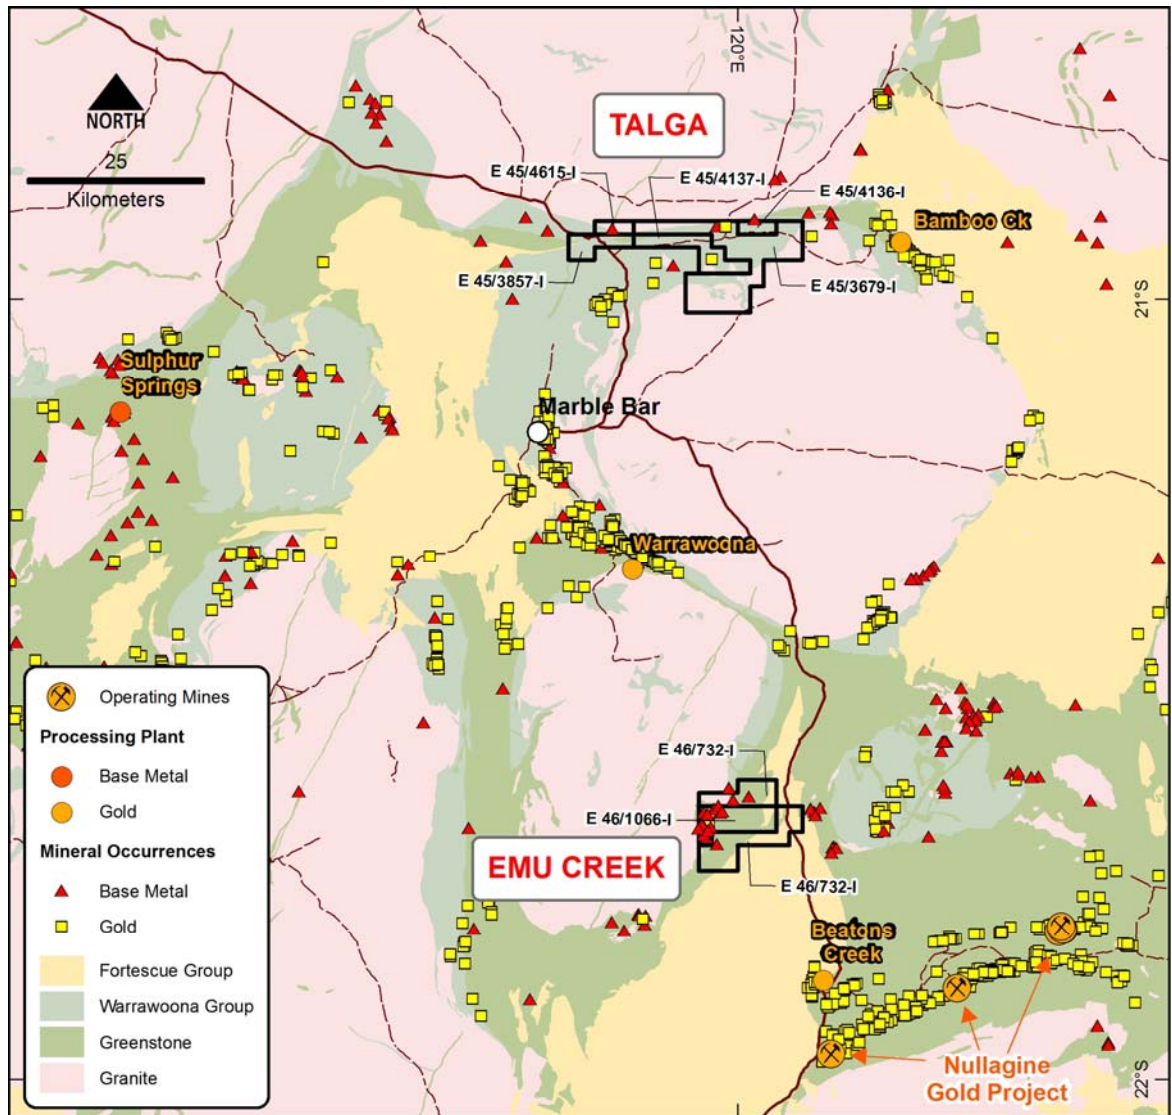 120°E
NORTH
25
Kilometers
TALGA
E 45/4615-I
E 45/4137-I
E 45/4136-I
Bamboo Ck
E 45/3857-I
E 45/3679-I
21°S
Sulphur
Springs
Marble Bar
Warrawoona
E 46/732-I
E 46/1066-I
EMU CREEK
E 46/732-I
Beatons
Creek
Nullagine
Gold Project
22°S
Operating Mines
Processing Plant
Base Metal
Gold
Mineral Occurrences
Base Metal
Gold
Fortescue Group
Warrawoona Group
Greenstone
Granite